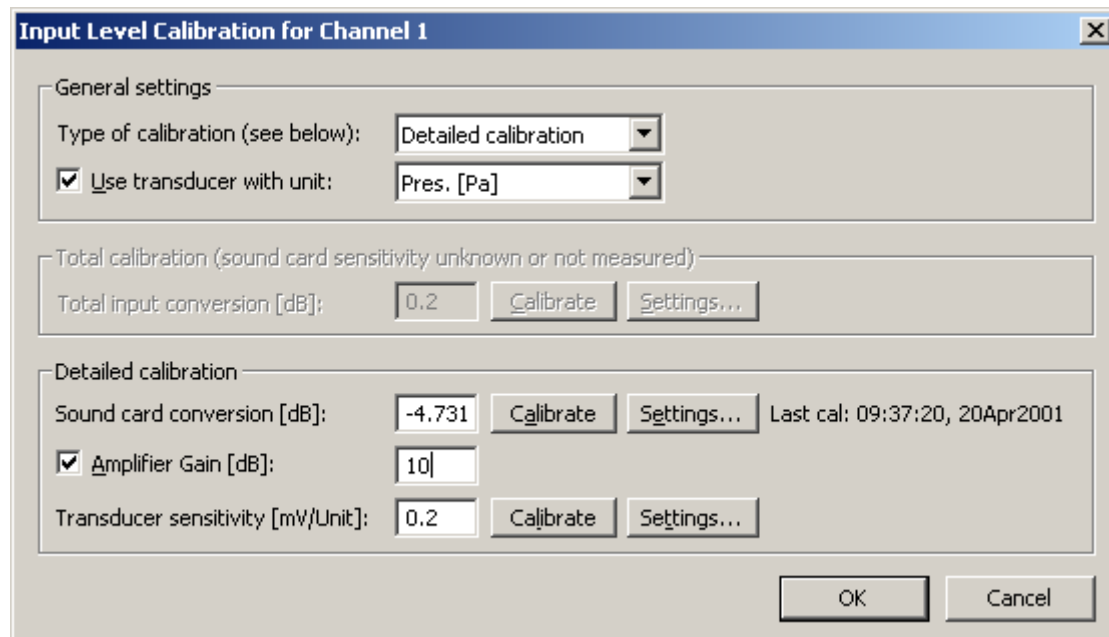 Input Level Calibration for Channel 1
General settings
Type of calibration (see below): Detailed calibration
Use transducer with unit: Pres. [Pa]
Total calibration (sound card sensitivity unknown or not measured)
Total input conversion [dB]: 0.2 Calibrate Settings...
Detailed calibration
Sound card conversion [dB]: -4.731 Calibrate Settings... Last cal: 09:37:20, 20Apr2001
Amplifier Gain [dB]: 10
Transducer sensitivity [mV/Unit]: 0.2 Calibrate Settings...
OK Cancel